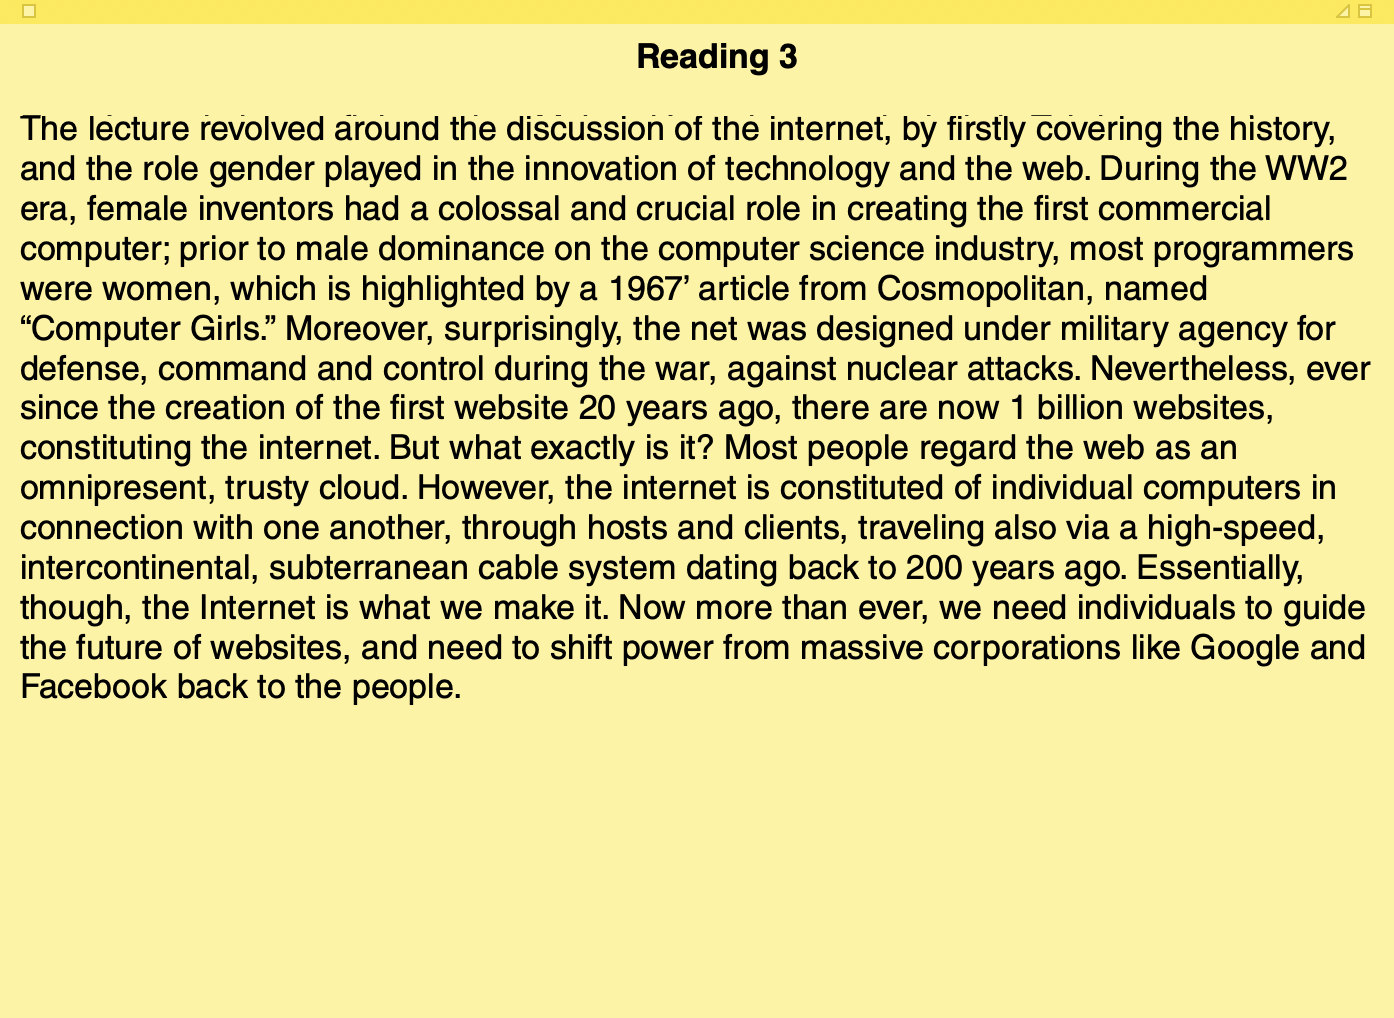 Reading 3
The lecture revolved around the discussion of the internet, by firstly covering the history,
and the role gender played in the innovation of technology and the web. During the WW2
era, female inventors had a colossal and crucial role in creating the first commercial
computer; prior to male dominance on the computer science industry, most programmers
were women, which is highlighted by a 1967’ article from Cosmopolitan, named
“Computer Girls.” Moreover, surprisingly, the net was designed under military agency for
defense, command and control during the war, against nuclear attacks. Nevertheless, ever
since the creation of the first website 20 years ago, there are now 1 billion websites,
constituting the internet. But what exactly is it? Most people regard the web as an
omnipresent, trusty cloud. However, the internet is constituted of individual computers in
connection with one another, through hosts and clients, traveling also via a high-speed,
intercontinental, subterranean cable system dating back to 200 years ago. Essentially,
though, the Internet is what we make it. Now more than ever, we need individuals to guide
the future of websites, and need to shift power from massive corporations like Google and
Facebook back to the people.